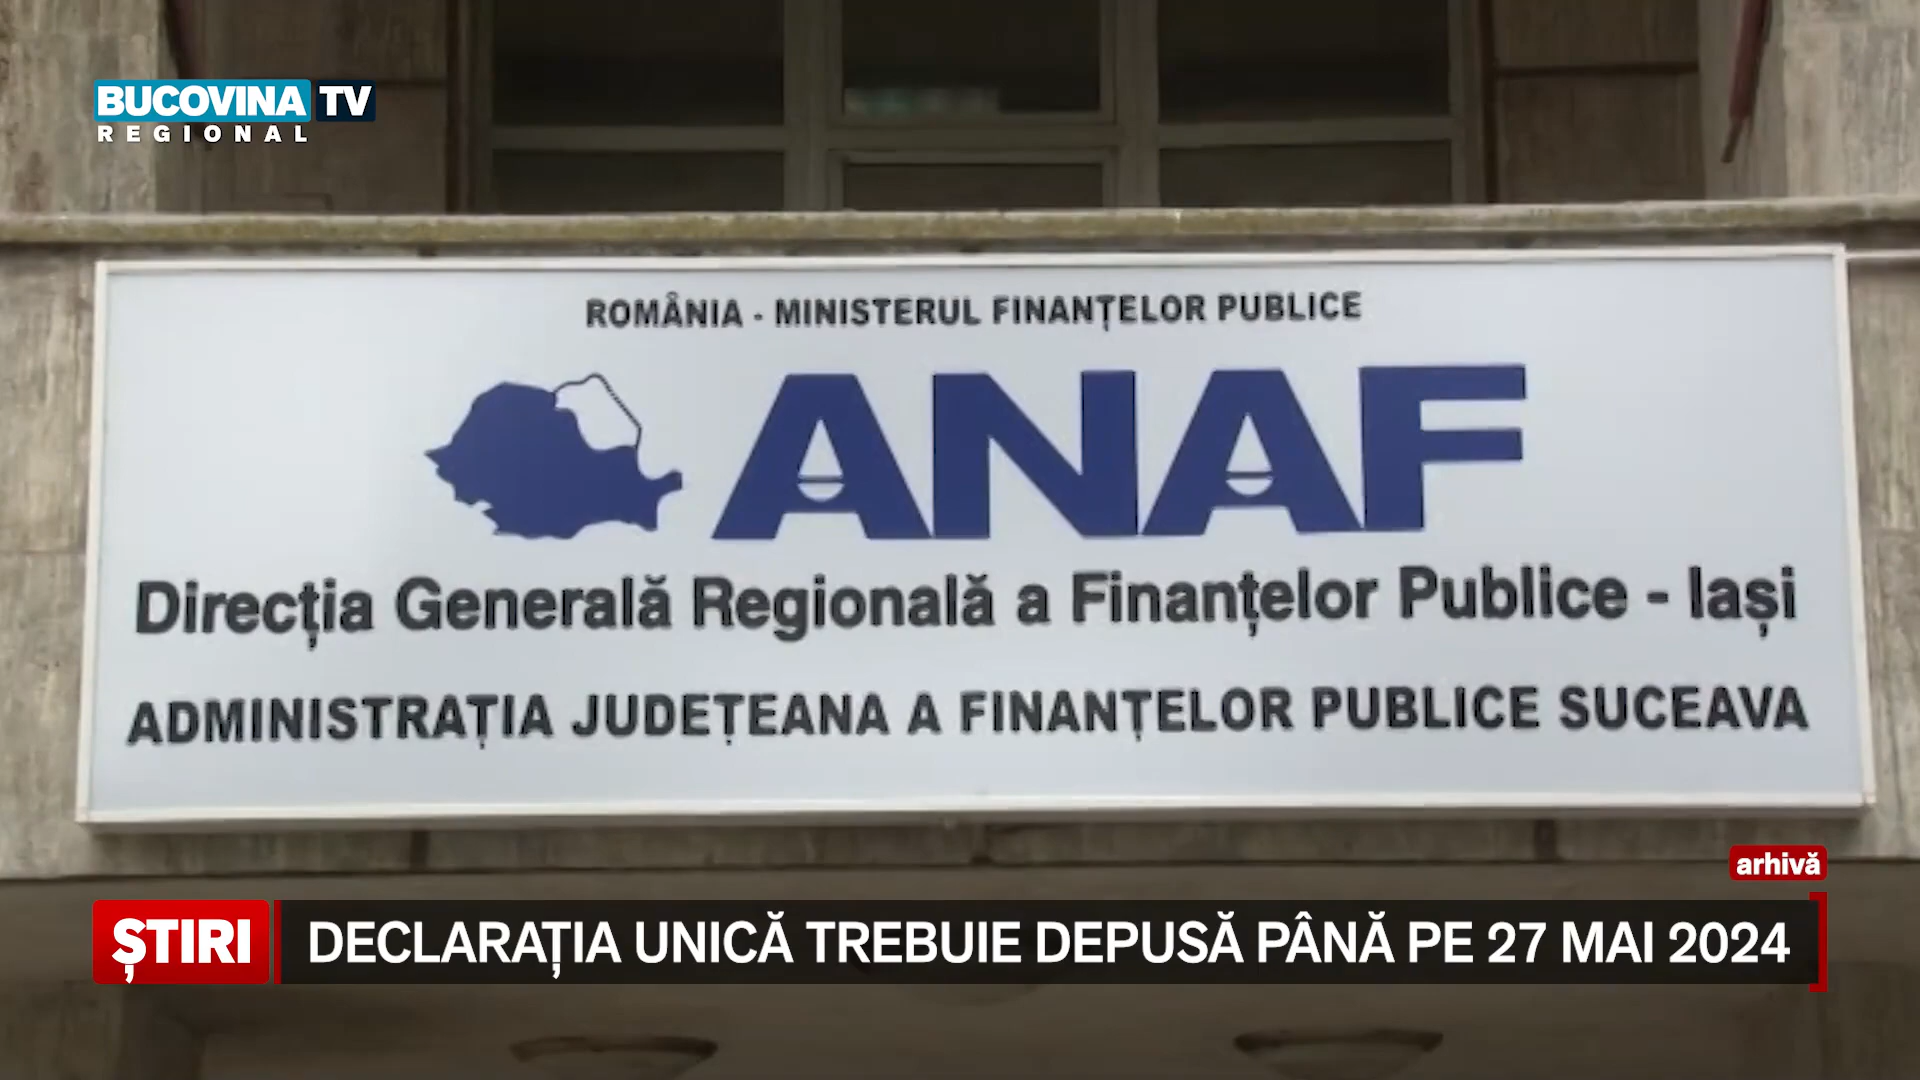 BUCOVINA TV
REGIONAL
ROMÂNIA - MINISTERUL FINANȚELOR PUBLICE
ANAF
Direcția Generală Regională a Finanțelor Publice - Iași
ADMINISTRAȚIA JUDEȚEANA A FINANȚELOR PUBLICE SUCEAVA
arhivă
ȘTIRI
DECLARAȚIA UNICĂ TREBUIE DEPUSĂ PÂNĂ PE 27 MAI 2024